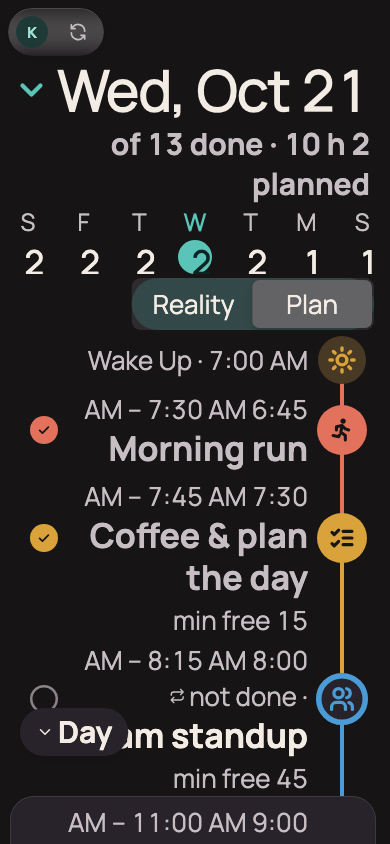 K
Wed, Oct 21
of 13 done · 10 h 2
planned
S F T W T M S
2 2 2 2 2 1 1
Reality Plan
Wake Up · 7:00 AM
AM – 7:30 AM 6:45
Morning run
AM – 7:45 AM 7:30
Coffee & plan
the day
min free 15
AM – 8:15 AM 8:00
not done ·
Day
am standup
min free 45
AM – 11:00 AM 9:00